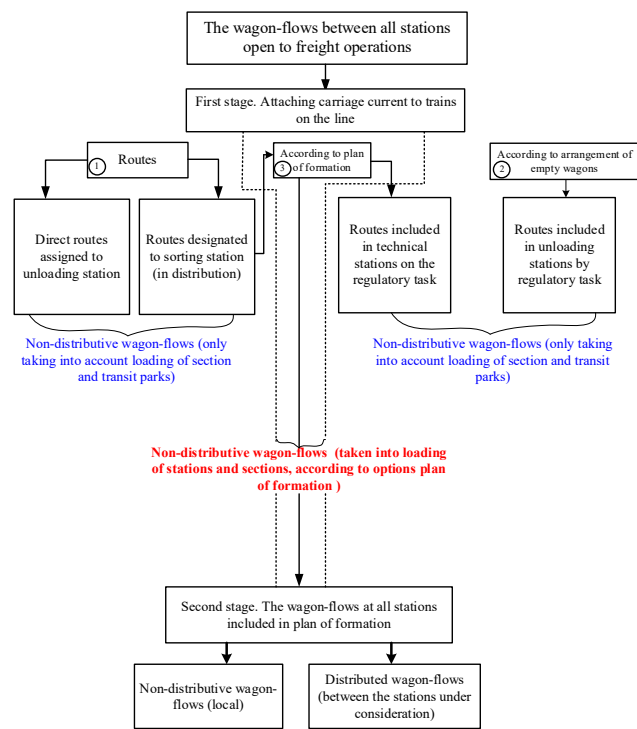 The wagon-flows between all stations
open to freight operations
First stage. Attaching carriage current to trains
on the line
1
Routes
According to plan
of formation
3
According to arrangement of
empty wagons
2
Direct routes
assigned to
unloading station
Routes
designated to
sorting station
(in distribution)
Routes included
in technical
stations on the
regulatory task
Routes
included in
unloading
stations by
regulatory task
Non-distributive wagon-flows (only
taking into account loading of section
and transit parks)
Non-distributive wagon-flows (only taking
into account loading of section and transit
parks)
Non-distributive wagon-flows (taken into loading
of stations and sections, according to options plan
of formation )
Second stage. The wagon-flows at all stations
included in plan of formation
Non-distributive wagon-
flows (local)
Distributed wagon-flows
(between the stations under
consideration)